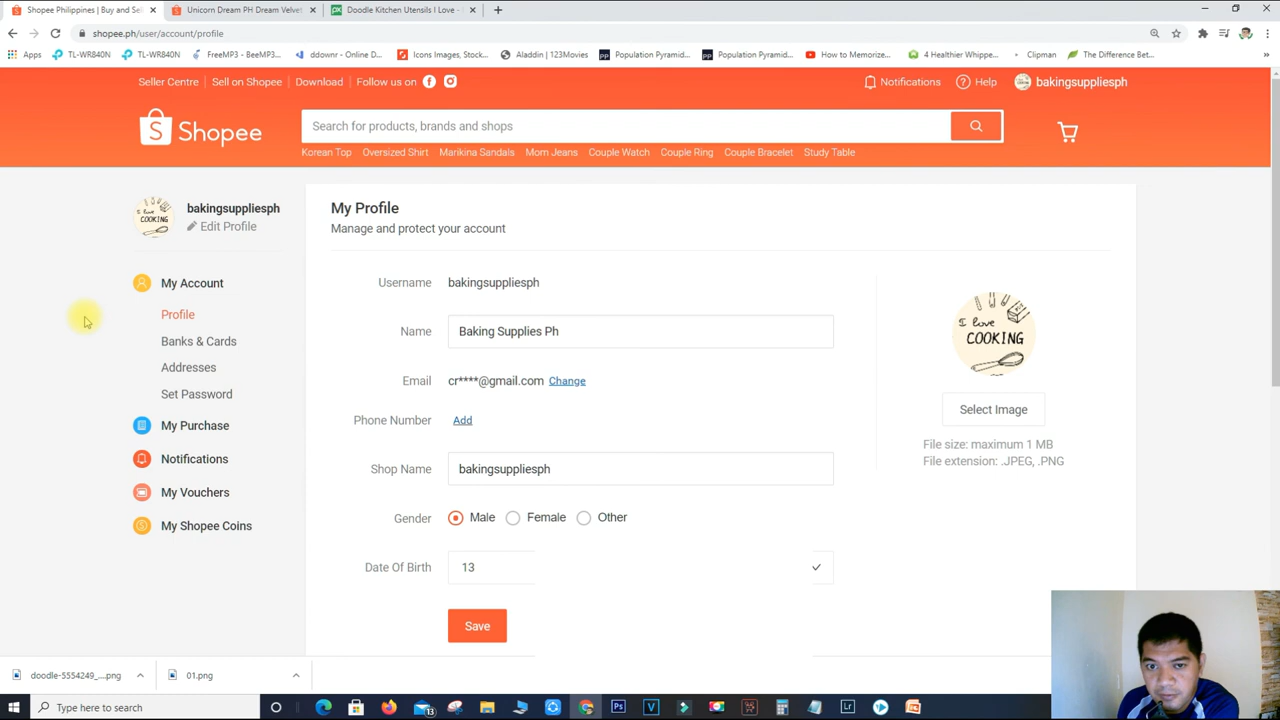 Shopee Philippines | Buy and Sel
Unicorn Dream PH Dream Velvet
Doodle Kitchen Utensils I Love -
shopee.ph/user/account/profile
Apps
TL-WR840N
TL-WR840N
FreeMP3 - BeeMP3...
ddownr - Online D...
Icons Images, Stock...
Aladdin | 123Movies
Population Pyramid...
Population Pyramid...
How to Memorize...
4 Healthier Whippe...
Clipman
The Difference Bet...
Seller Centre
Sell on Shopee
Download
Follow us on
Notifications
Help
bakingsuppliesph
Shopee
Search for products, brands and shops
Korean Top
Oversized Shirt
Marikina Sandals
Mom Jeans
Couple Watch
Couple Ring
Couple Bracelet
Study Table
I love
COOKING
bakingsuppliesph
Edit Profile
My Account
Profile
Banks & Cards
Addresses
Set Password
My Purchase
Notifications
My Vouchers
My Shopee Coins
My Profile
Manage and protect your account
Username
bakingsuppliesph
Name
Baking Supplies Ph
Email
cr****@gmail.com Change
Phone Number
Add
Shop Name
bakingsuppliesph
Gender
Male
Female
Other
Date Of Birth
13
Save
I love
COOKING
Select Image
File size: maximum 1 MB
File extension: .JPEG, .PNG
doodle-5554249_....png
01.png
Type here to search
13
Ps
V
Lr